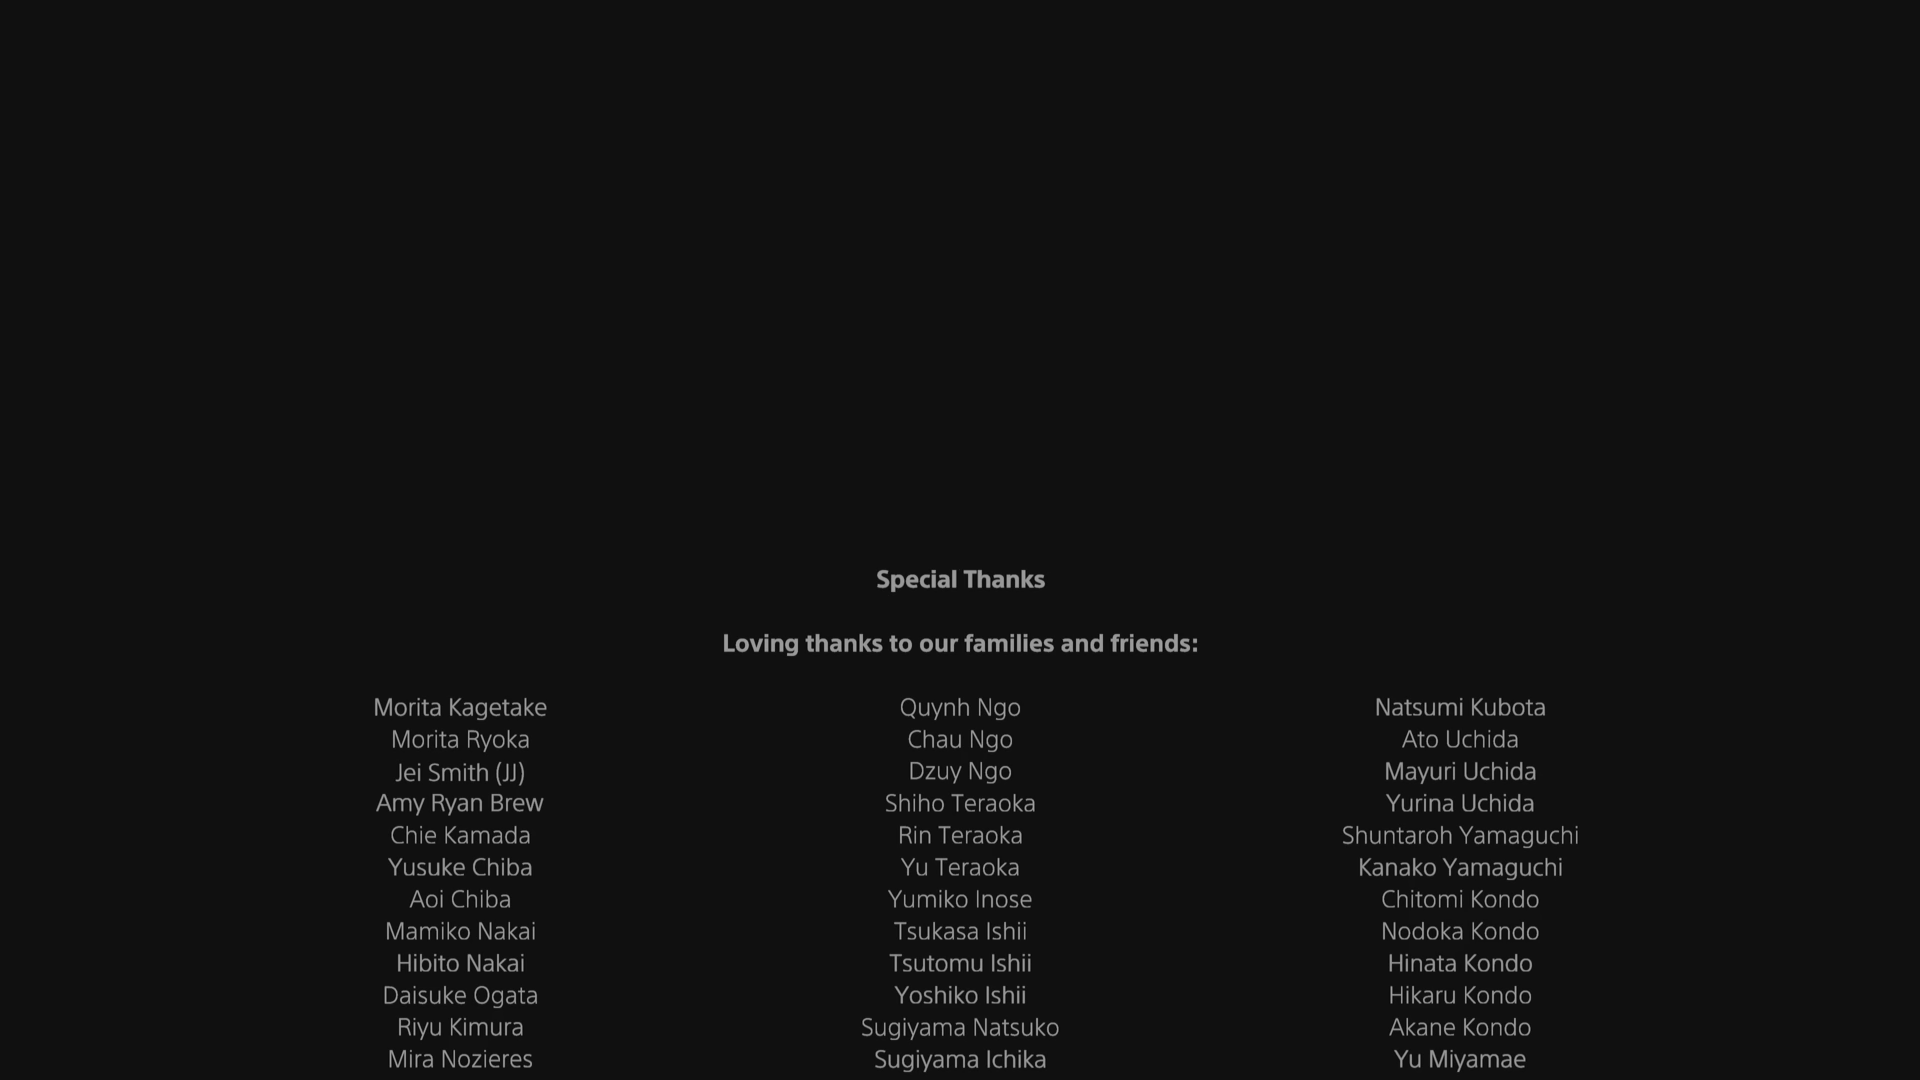 Special Thanks
Loving thanks to our families and friends:
Morita Kagetake
Morita Ryoka
Jei Smith (JJ)
Amy Ryan Brew
Chie Kamada
Yusuke Chiba
Aoi Chiba
Mamiko Nakai
Hibito Nakai
Daisuke Ogata
Riyu Kimura
Mira Nozieres
Quynh Ngo
Chau Ngo
Dzuy Ngo
Shiho Teraoka
Rin Teraoka
Yu Teraoka
Yumiko Inose
Tsukasa Ishii
Tsutomu Ishii
Yoshiko Ishii
Sugiyama Natsuko
Sugiyama Ichika
Natsumi Kubota
Ato Uchida
Mayuri Uchida
Yurina Uchida
Shuntaroh Yamaguchi
Kanako Yamaguchi
Chitomi Kondo
Nodoka Kondo
Hinata Kondo
Hikaru Kondo
Akane Kondo
Yu Miyamae